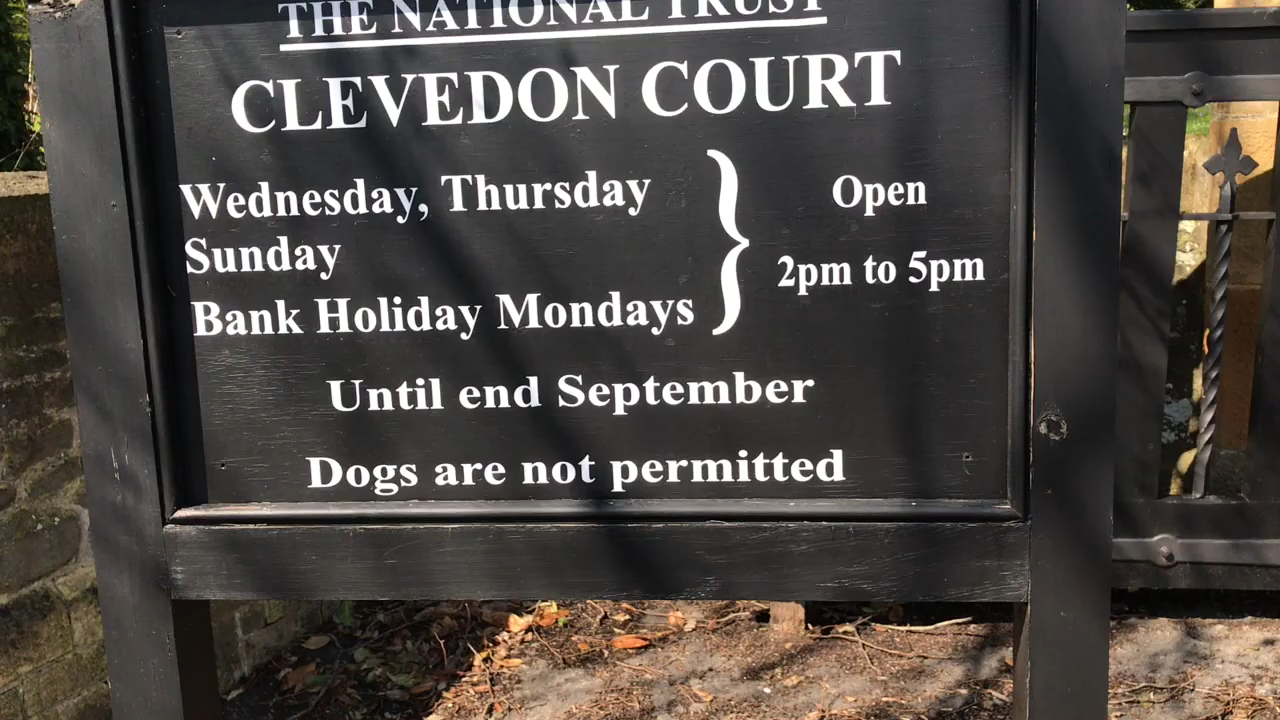 THE NATIONAL TRUST
CLEVEDON COURT
Wednesday, Thursday
Sunday
Bank Holiday Mondays
Open
2pm to 5pm
Until end September
Dogs are not permitted